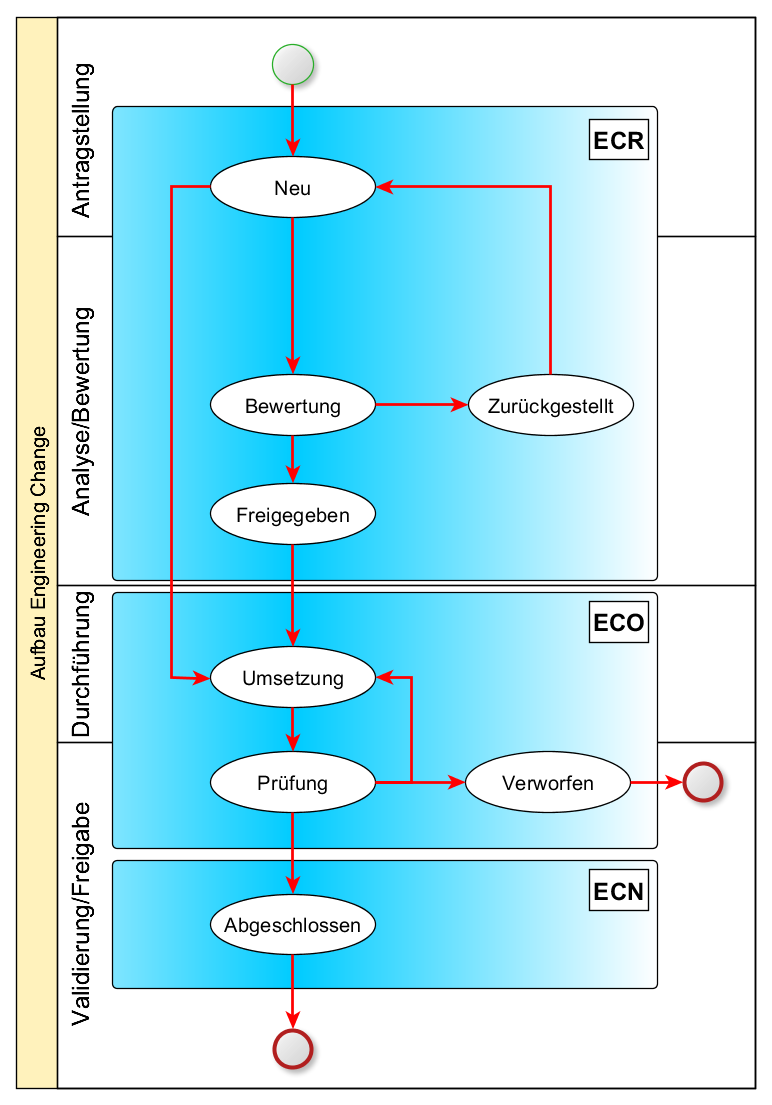 Aufbau Engineering Change
Antragstellung
ECR
Neu
Analyse/Bewertung
Bewertung
Zurückgestellt
Freigegeben
Durchführung
ECO
Umsetzung
Validierung/Freigabe
Prüfung
Verworfen
ECN
Abgeschlossen